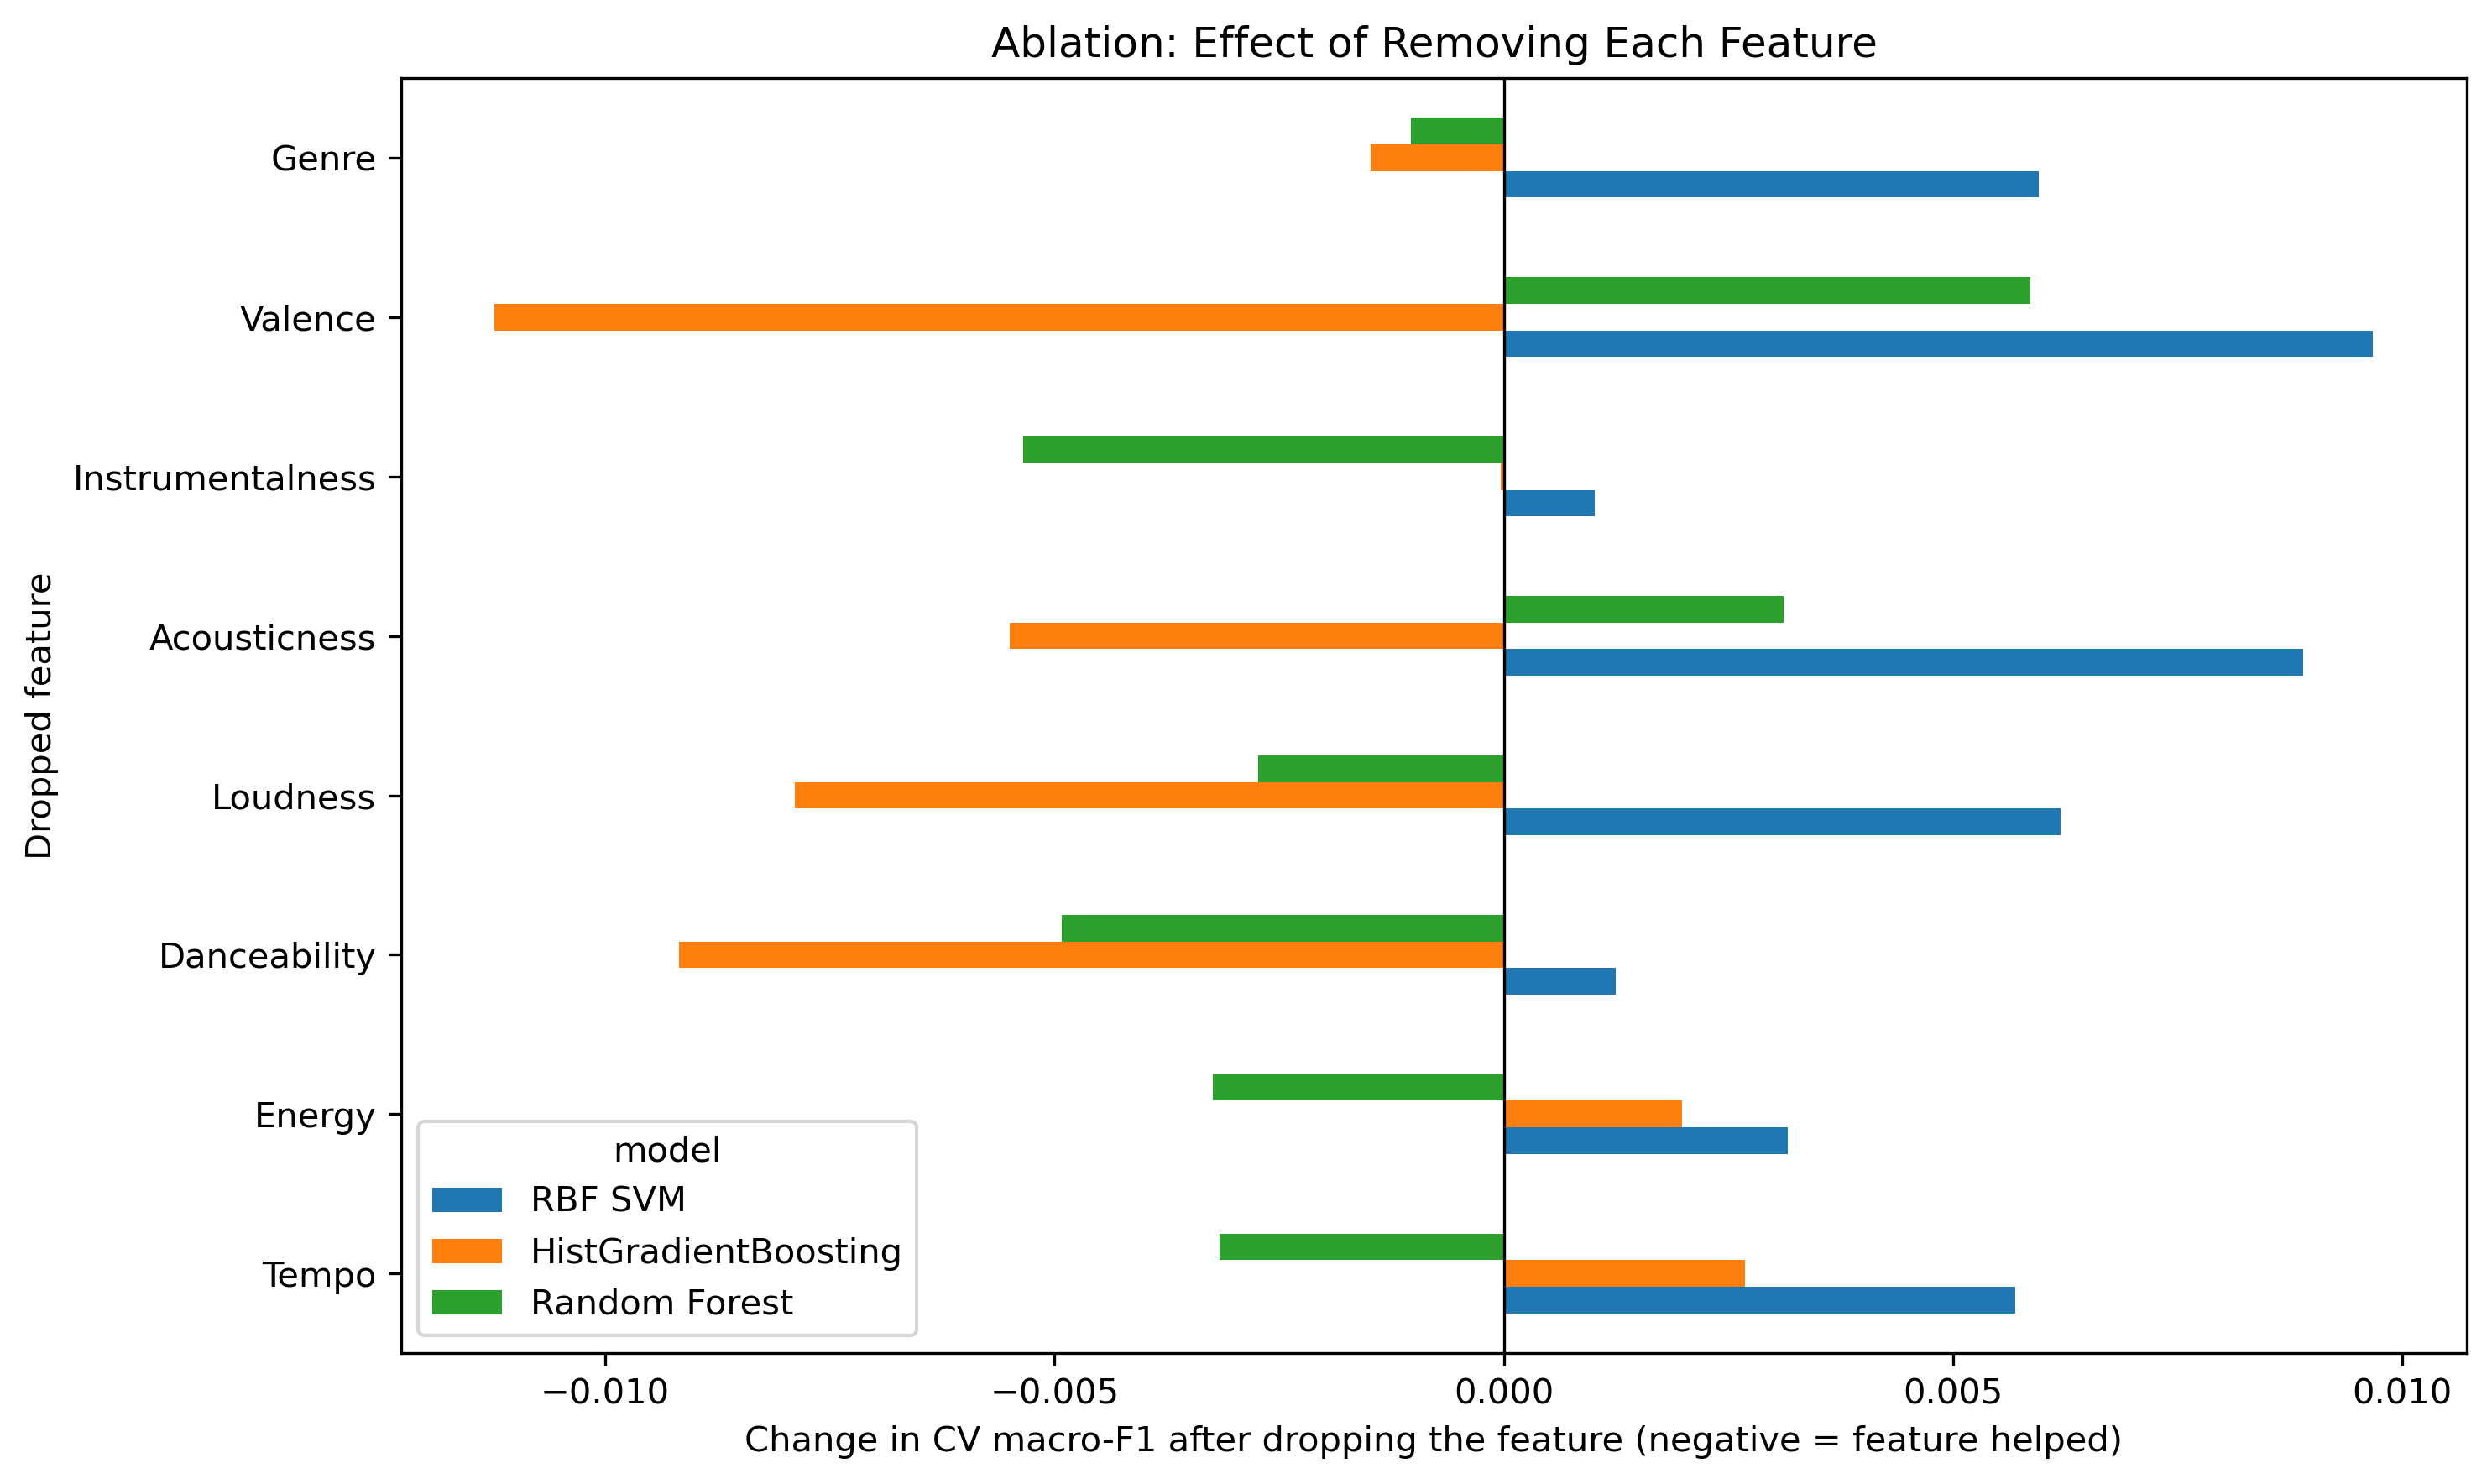 Ablation: Effect of Removing Each Feature
Dropped feature
Genre
Valence
Instrumentalness
Acousticness
Loudness
Danceability
Energy
Tempo
model
RBF SVM
HistGradientBoosting
Random Forest
−0.010
−0.005
0.000
0.005
0.010
Change in CV macro-F1 after dropping the feature (negative = feature helped)